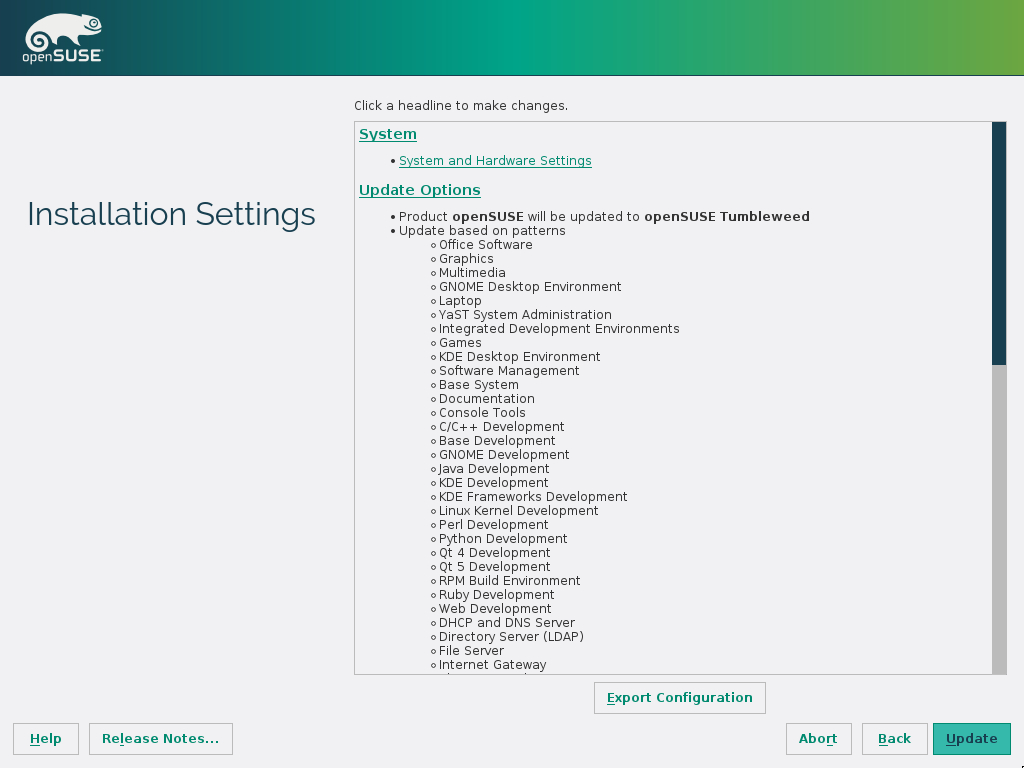 openSUSE
Click a headline to make changes.
System
• System and Hardware Settings
Update Options
Installation Settings
• Product openSUSE will be updated to openSUSE Tumbleweed
• Update based on patterns
◦ Office Software
◦ Graphics
◦ Multimedia
◦ GNOME Desktop Environment
◦ Laptop
◦ YaST System Administration
◦ Integrated Development Environments
◦ Games
◦ KDE Desktop Environment
◦ Software Management
◦ Base System
◦ Documentation
◦ Console Tools
◦ C/C++ Development
◦ Base Development
◦ GNOME Development
◦ Java Development
◦ KDE Development
◦ KDE Frameworks Development
◦ Linux Kernel Development
◦ Perl Development
◦ Python Development
◦ Qt 4 Development
◦ Qt 5 Development
◦ RPM Build Environment
◦ Ruby Development
◦ Web Development
◦ DHCP and DNS Server
◦ Directory Server (LDAP)
◦ File Server
◦ Internet Gateway
Export Configuration
Help
Release Notes...
Abort
Back
Update